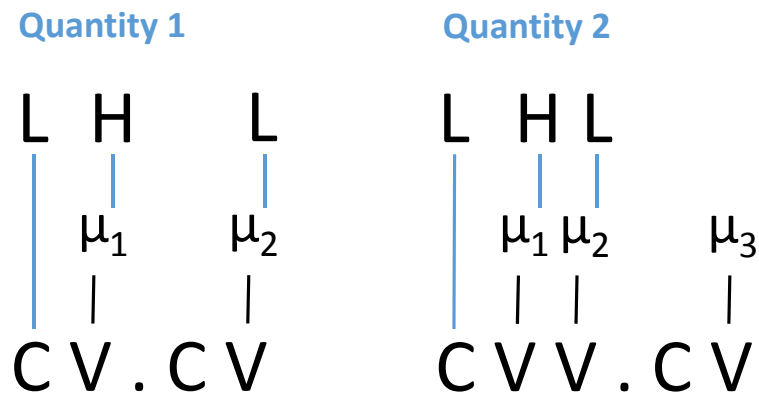 Quantity 1 Quantity 2
L H L L H L
μ1 μ2 μ1 μ2 μ3
C V . C V C V V . C V